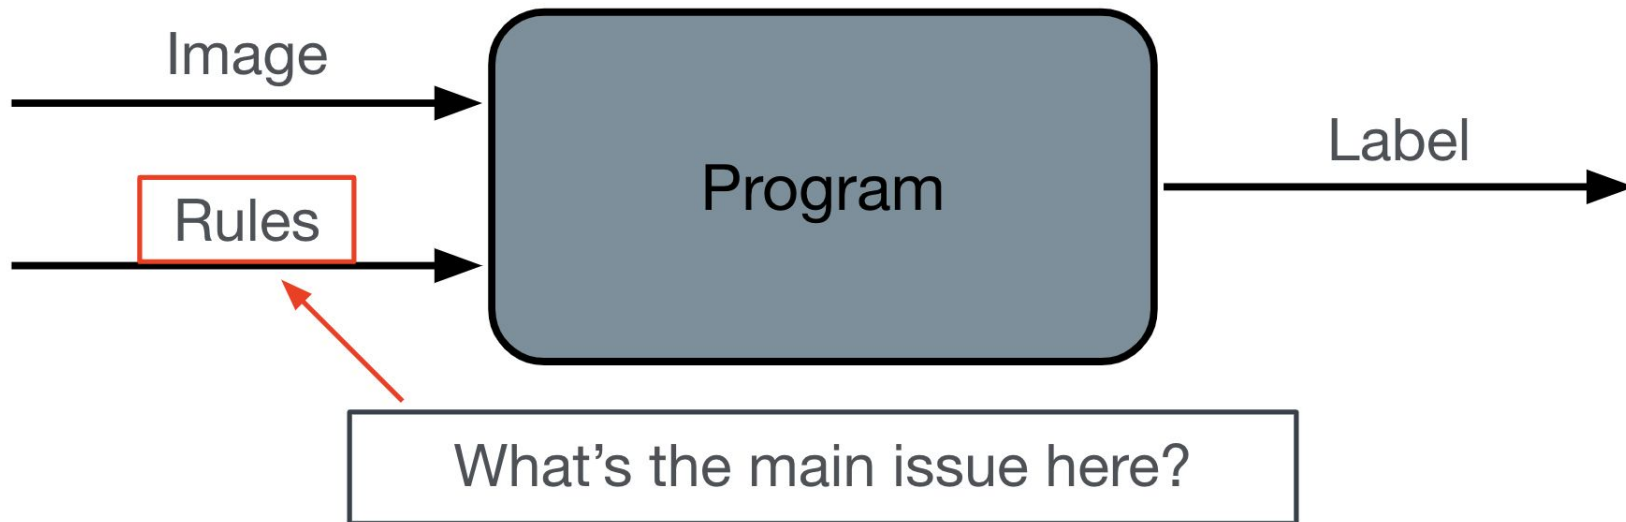 Image
Rules
Program
Label
What’s the main issue here?